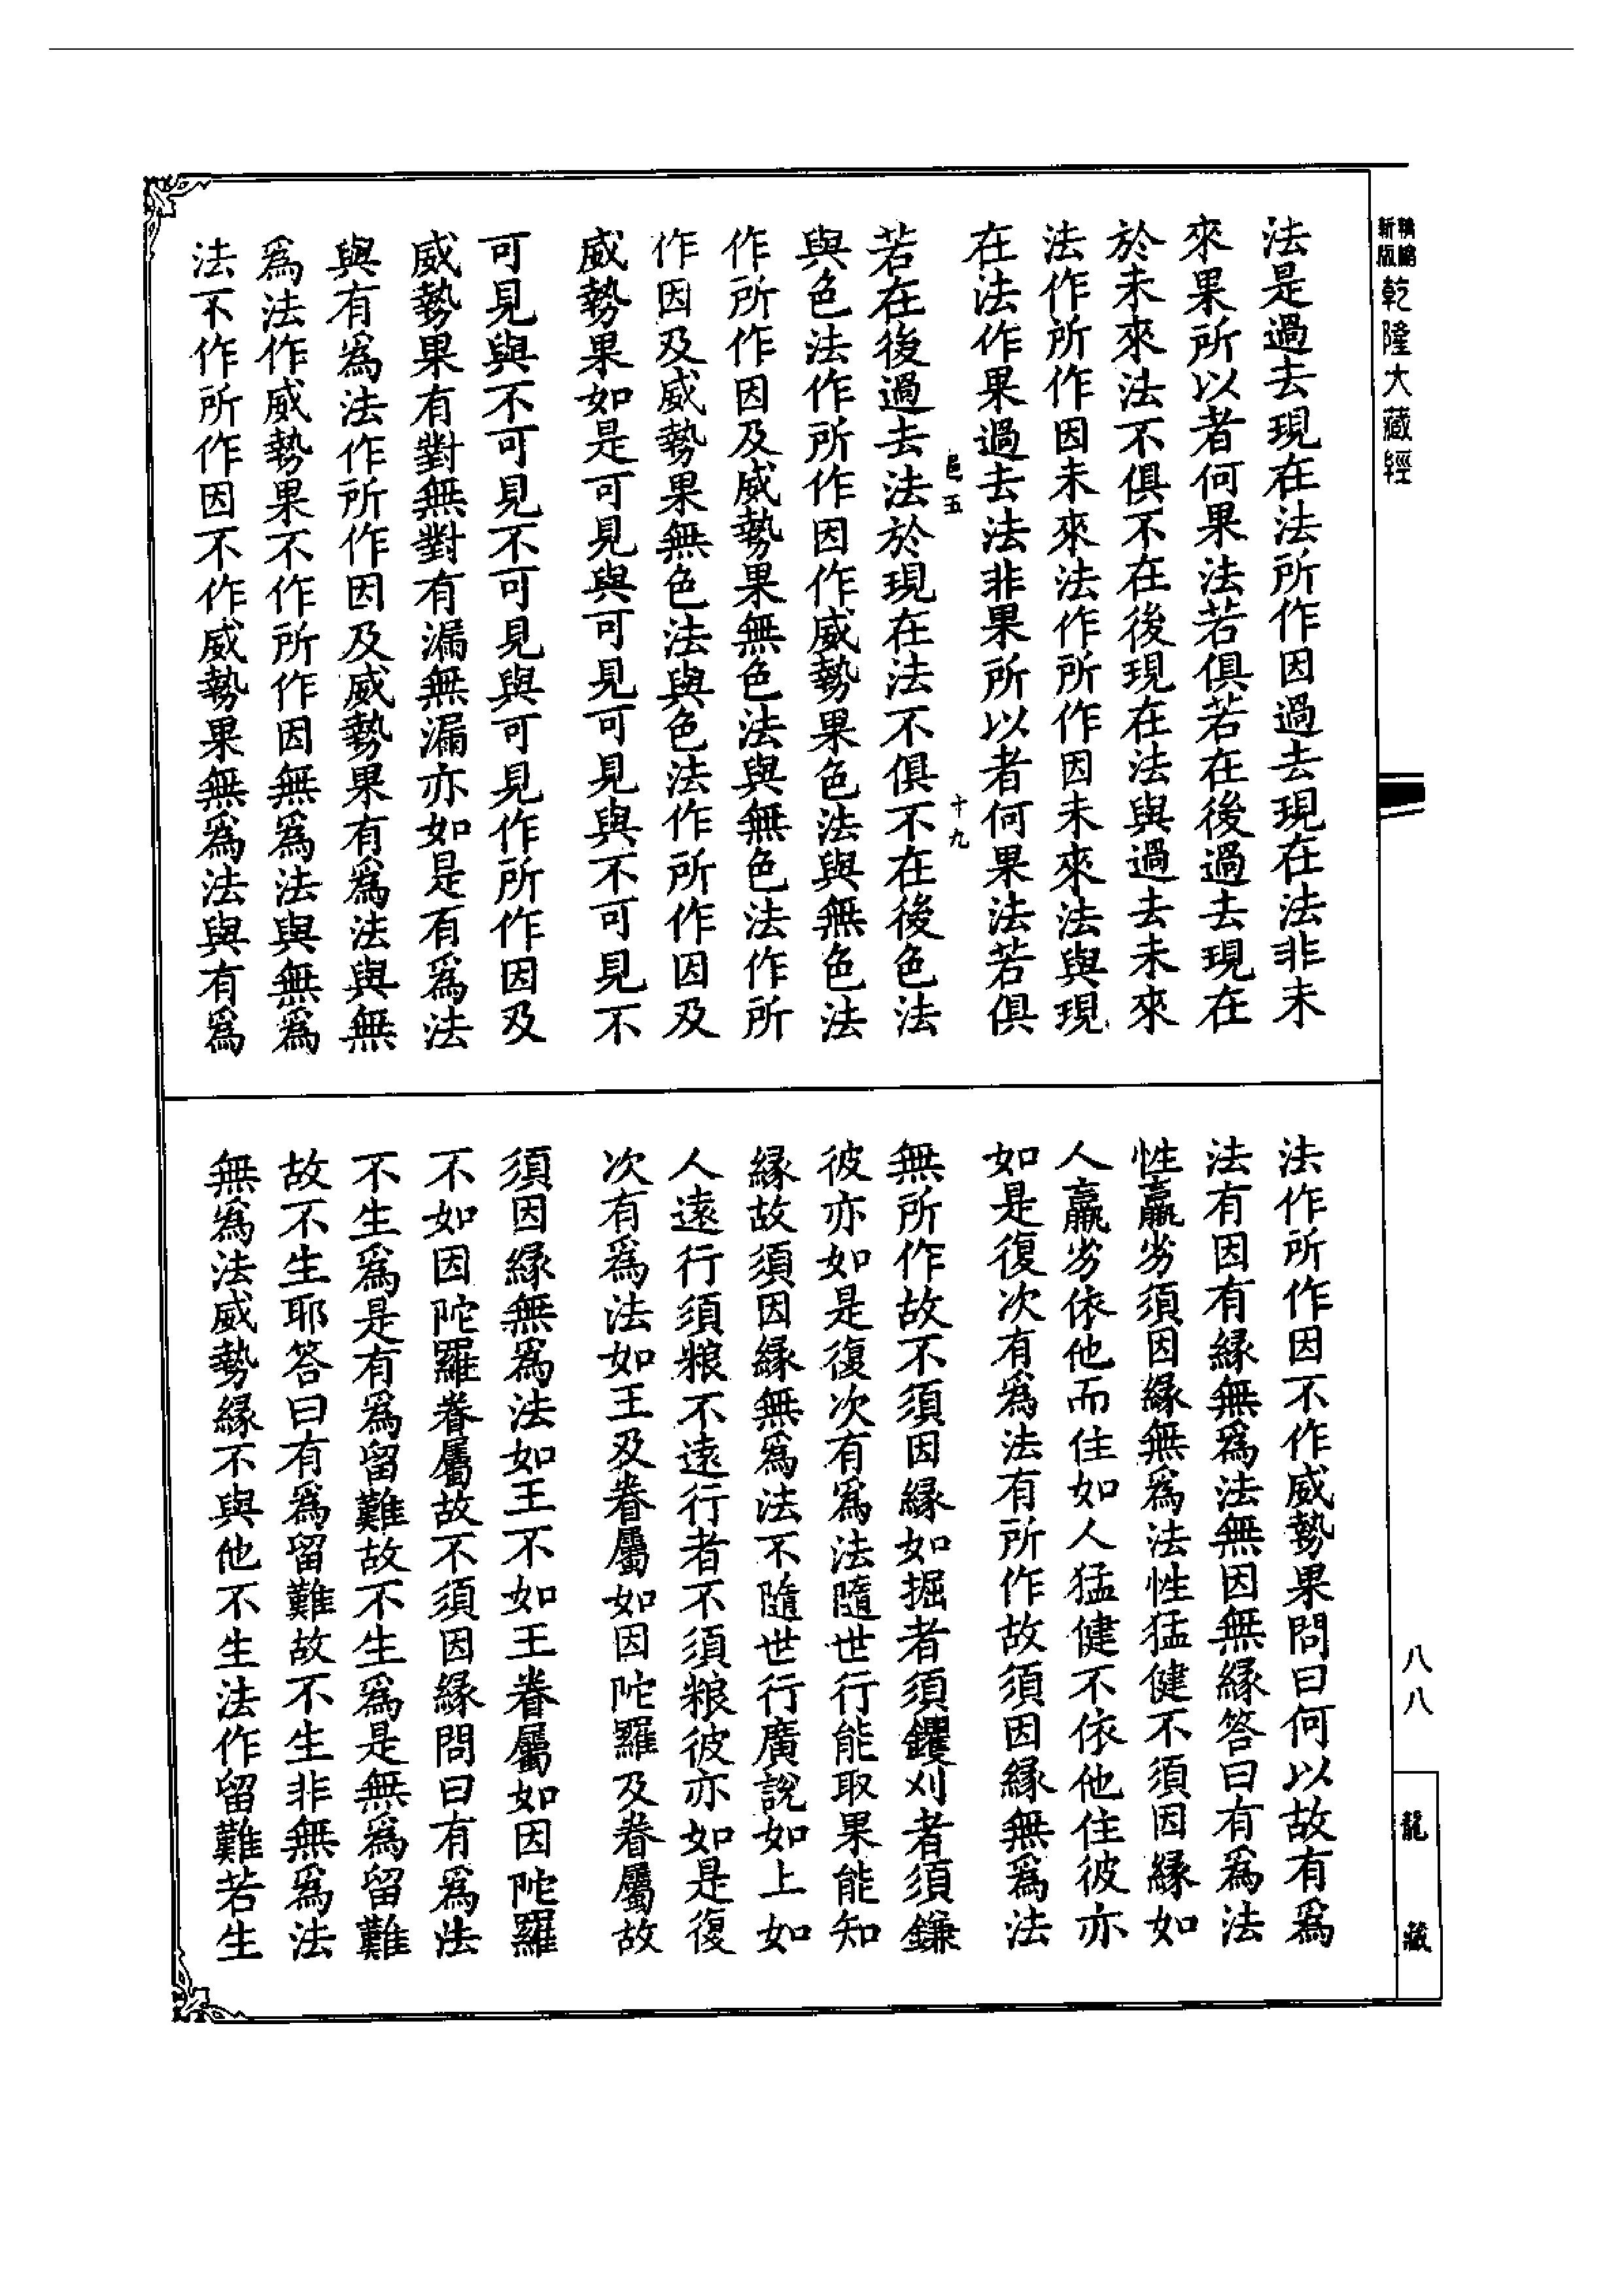 新版
乾隆大藏經
法是過去現在法所作因過去現在法非未
來果所以者何果法若俱若在後過去現在
於未來法不俱不在後現在法與過去未來
法作所作因未來法作所作因未來法與現
在法作果過去法非果所以者何果法若俱
邑五
十九
若在後過去法於現在法不俱不在後色法
與色法作所作因作威勢果色法與無色法
作所作因及威勢果無色法與無色法作所
作因及威勢果無色法與色法作所作因及
威勢果如是可見與可見可見與不可見不
可見與不可見不可見與可見作所作因及
威勢果有對無對有漏無漏亦如是有爲法
與有爲法作所作因及威勢果有爲法與無
爲法作威勢果不作所作因無爲法與無爲
法不作所作因不作威勢果無爲法與有爲
法作所作因不作威勢果問曰何以故有爲
法有因有緣無爲法無因無緣答曰有爲法
性羸劣須因緣無爲法性猛健不須因緣如
人羸劣依他而住如人猛健不依他住彼亦
如是復次有爲法有所作故須因緣無爲法
無所作故不須因緣如掘者須钁刈者須鎌
彼亦如是復次有爲法隨世行能取果能知
緣故須因緣無爲法不隨世行廣說如上如
人遠行須粮不遠行者不須粮彼亦如是復
次有爲法如王及眷屬如因陀羅及眷屬故
須因緣無爲法如王不如王眷屬如因陀羅
不如因陀羅眷屬故不須因緣問曰有爲法
不生爲是有爲留難故不生爲是無爲留難
故不生耶答曰有爲留難故不生非無爲法
無爲法威勢緣不與他不生法作留難若生
八八
龍藏